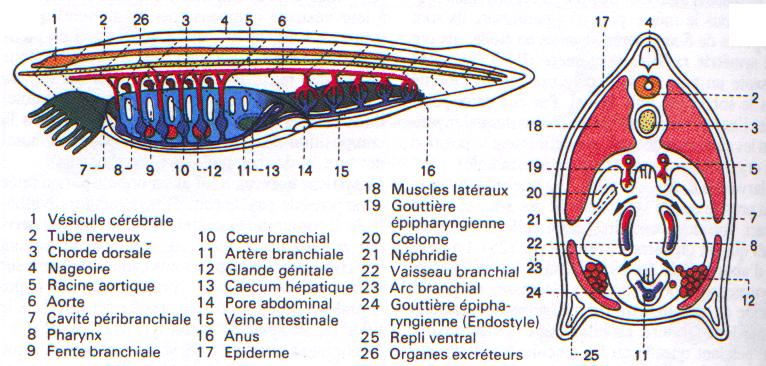 1 2 26 3 4 5 6
7 8 9 10 12 11 13 14 15 16
1 Vésicule cérébrale
2 Tube nerveux
3 Chorde dorsale
4 Nageoire
5 Racine aortique
6 Aorte
7 Cavité péribranchiale
8 Pharynx
9 Fente branchiale
10 Cœur branchial
11 Artère branchiale
12 Glande génitale
13 Caecum hépatique
14 Pore abdominal
15 Veine intestinale
16 Anus
17 Epiderme
18 Muscles latéraux
19 Gouttière
épipharyngienne
20 Cœlome
21 Néphridie
22 Vaisseau branchial
23 Arc branchial
24 Gouttière épipha-
ryngienne (Endostyle)
25 Repli ventral
26 Organes excréteurs
17 4
2
18 3
19 5
20
21 7
22 8
23
24 12
25 11